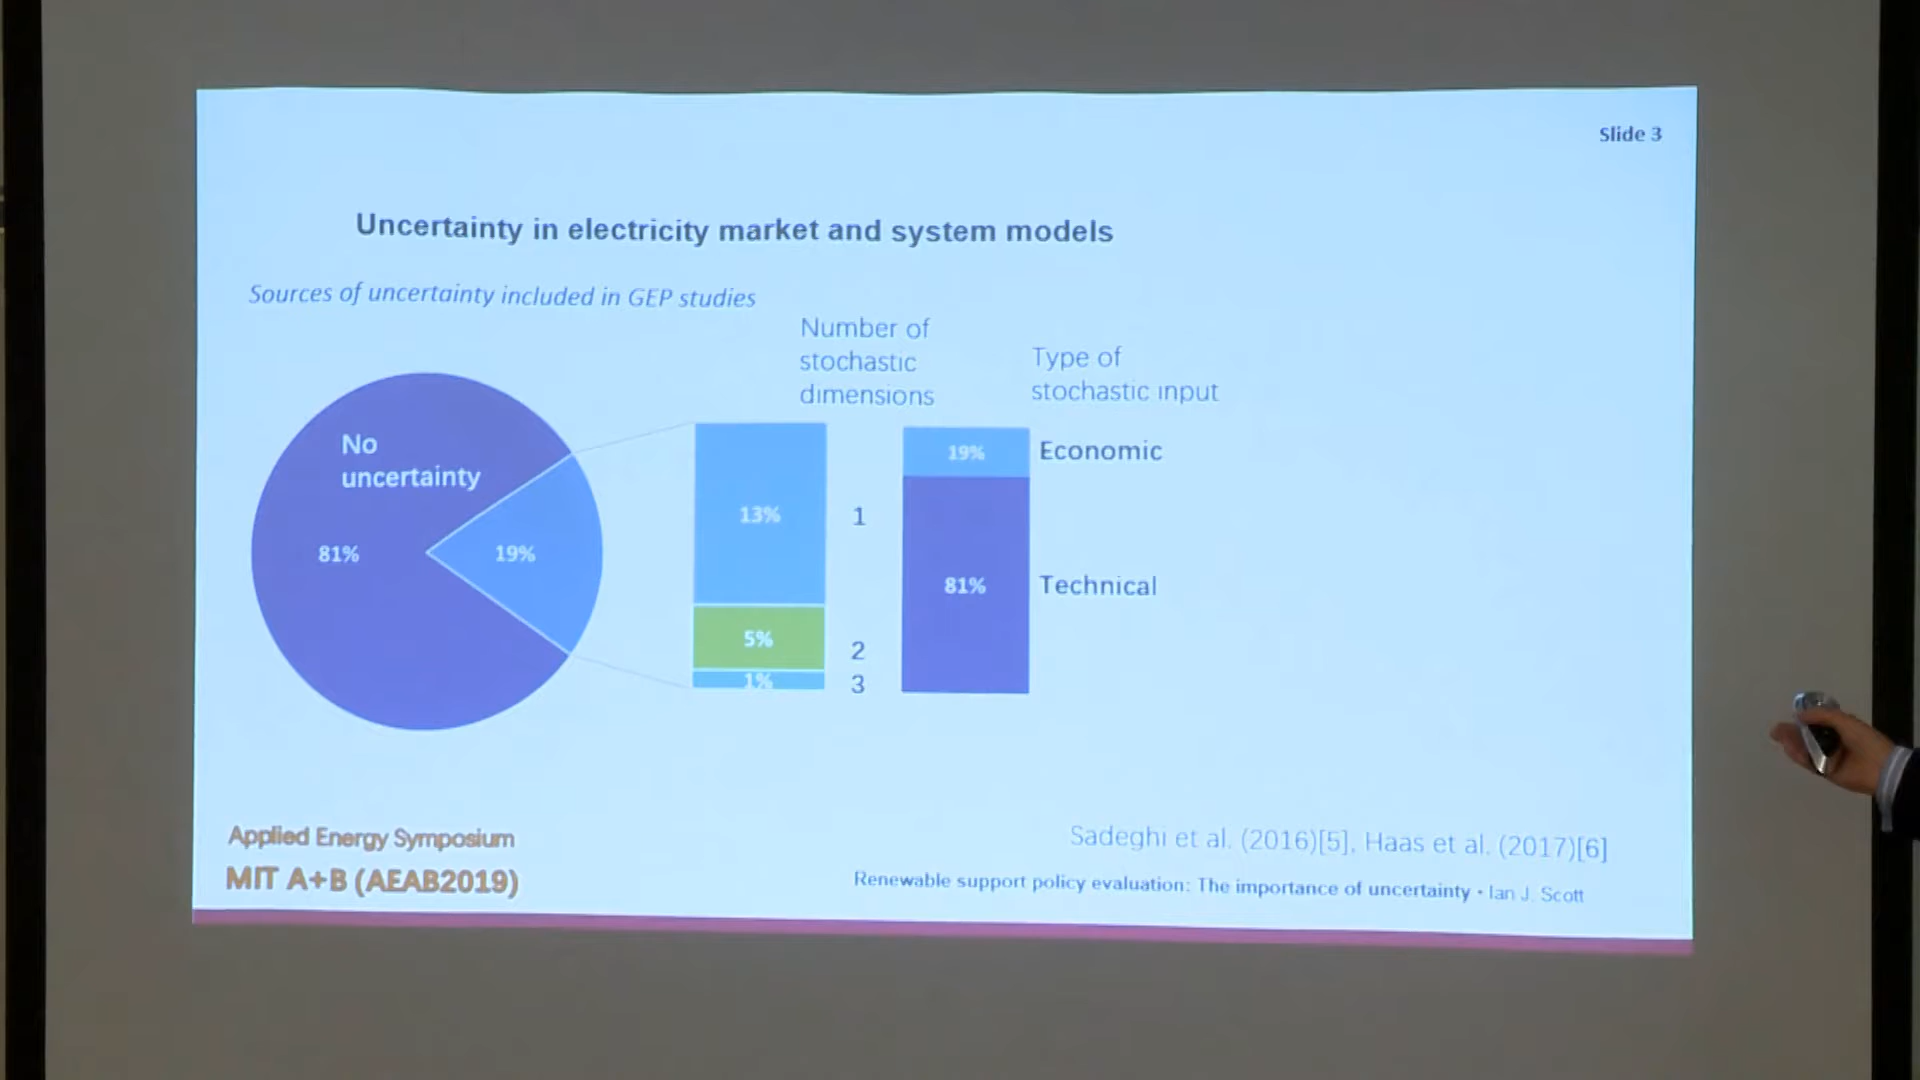 Slide 3
Uncertainty in electricity market and system models
Sources of uncertainty included in GEP studies
Number of
stochastic
dimensions
Type of
stochastic input
No
uncertainty
81%
19%
13%
1
5%
2
1%
3
19%
Economic
81%
Technical
Applied Energy Symposium
MIT A+B (AEAB2019)
Sadeghi et al. (2016)[5], Haas et al. (2017)[6]
Renewable support policy evaluation: The importance of uncertainty • Ian J. Scott